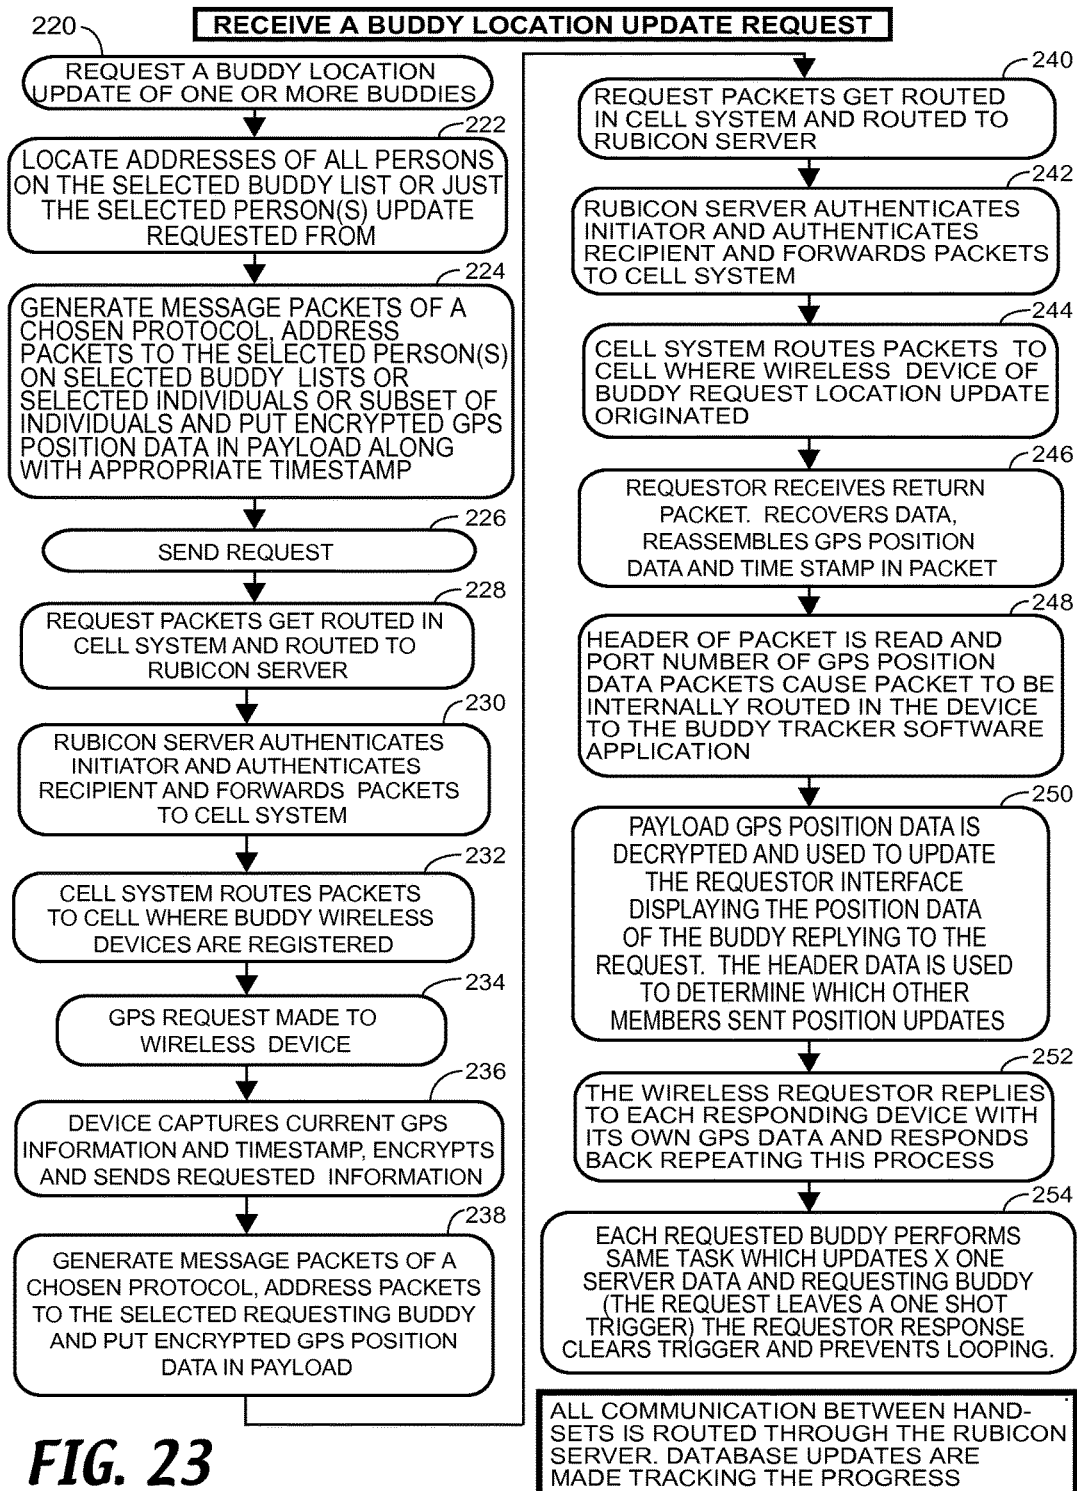 RECEIVE A BUDDY LOCATION UPDATE REQUEST
220
REQUEST A BUDDY LOCATION
UPDATE OF ONE OR MORE BUDDIES
222
LOCATE ADDRESSES OF ALL PERSONS
ON THE SELECTED BUDDY LIST OR JUST
THE SELECTED PERSON(S) UPDATE
REQUESTED FROM
224
GENERATE MESSAGE PACKETS OF A
CHOSEN PROTOCOL, ADDRESS
PACKETS TO THE SELECTED PERSON(S)
ON SELECTED BUDDY LISTS OR
SELECTED INDIVIDUALS OR SUBSET OF
INDIVIDUALS AND PUT ENCRYPTED GPS
POSITION DATA IN PAYLOAD ALONG
WITH APPROPRIATE TIMESTAMP
226
SEND REQUEST
228
REQUEST PACKETS GET ROUTED IN
CELL SYSTEM AND ROUTED TO
RUBICON SERVER
230
RUBICON SERVER AUTHENTICATES
INITIATOR AND AUTHENTICATES
RECIPIENT AND FORWARDS PACKETS
TO CELL SYSTEM
232
CELL SYSTEM ROUTES PACKETS
TO CELL WHERE BUDDY WIRELESS
DEVICES ARE REGISTERED
234
GPS REQUEST MADE TO
WIRELESS DEVICE
236
DEVICE CAPTURES CURRENT GPS
INFORMATION AND TIMESTAMP, ENCRYPTS
AND SENDS REQUESTED INFORMATION
238
GENERATE MESSAGE PACKETS OF A
CHOSEN PROTOCOL, ADDRESS PACKETS
TO THE SELECTED REQUESTING BUDDY
AND PUT ENCRYPTED GPS POSITION
DATA IN PAYLOAD
240
REQUEST PACKETS GET ROUTED
IN CELL SYSTEM AND ROUTED TO
RUBICON SERVER
242
RUBICON SERVER AUTHENTICATES
INITIATOR AND AUTHENTICATES
RECIPIENT AND FORWARDS PACKETS
TO CELL SYSTEM
244
CELL SYSTEM ROUTES PACKETS TO
CELL WHERE WIRELESS DEVICE OF
BUDDY REQUEST LOCATION UPDATE
ORIGINATED
246
REQUESTOR RECEIVES RETURN
PACKET. RECOVERS DATA,
REASSEMBLES GPS POSITION
DATA AND TIME STAMP IN PACKET
248
HEADER OF PACKET IS READ AND
PORT NUMBER OF GPS POSITION
DATA PACKETS CAUSE PACKET TO BE
INTERNALLY ROUTED IN THE DEVICE
TO THE BUDDY TRACKER SOFTWARE
APPLICATION
250
PAYLOAD GPS POSITION DATA IS
DECRYPTED AND USED TO UPDATE
THE REQUESTOR INTERFACE
DISPLAYING THE POSITION DATA
OF THE BUDDY REPLYING TO THE
REQUEST. THE HEADER DATA IS USED
TO DETERMINE WHICH OTHER
MEMBERS SENT POSITION UPDATES
252
THE WIRELESS REQUESTOR REPLIES
TO EACH RESPONDING DEVICE WITH
ITS OWN GPS DATA AND RESPONDS
BACK REPEATING THIS PROCESS
254
EACH REQUESTED BUDDY PERFORMS
SAME TASK WHICH UPDATES X ONE
SERVER DATA AND REQUESTING BUDDY
(THE REQUEST LEAVES A ONE SHOT
TRIGGER) THE REQUESTOR RESPONSE
CLEARS TRIGGER AND PREVENTS LOOPING.
ALL COMMUNICATION BETWEEN HAND-
SETS IS ROUTED THROUGH THE RUBICON
SERVER. DATABASE UPDATES ARE
MADE TRACKING THE PROGRESS
FIG. 23